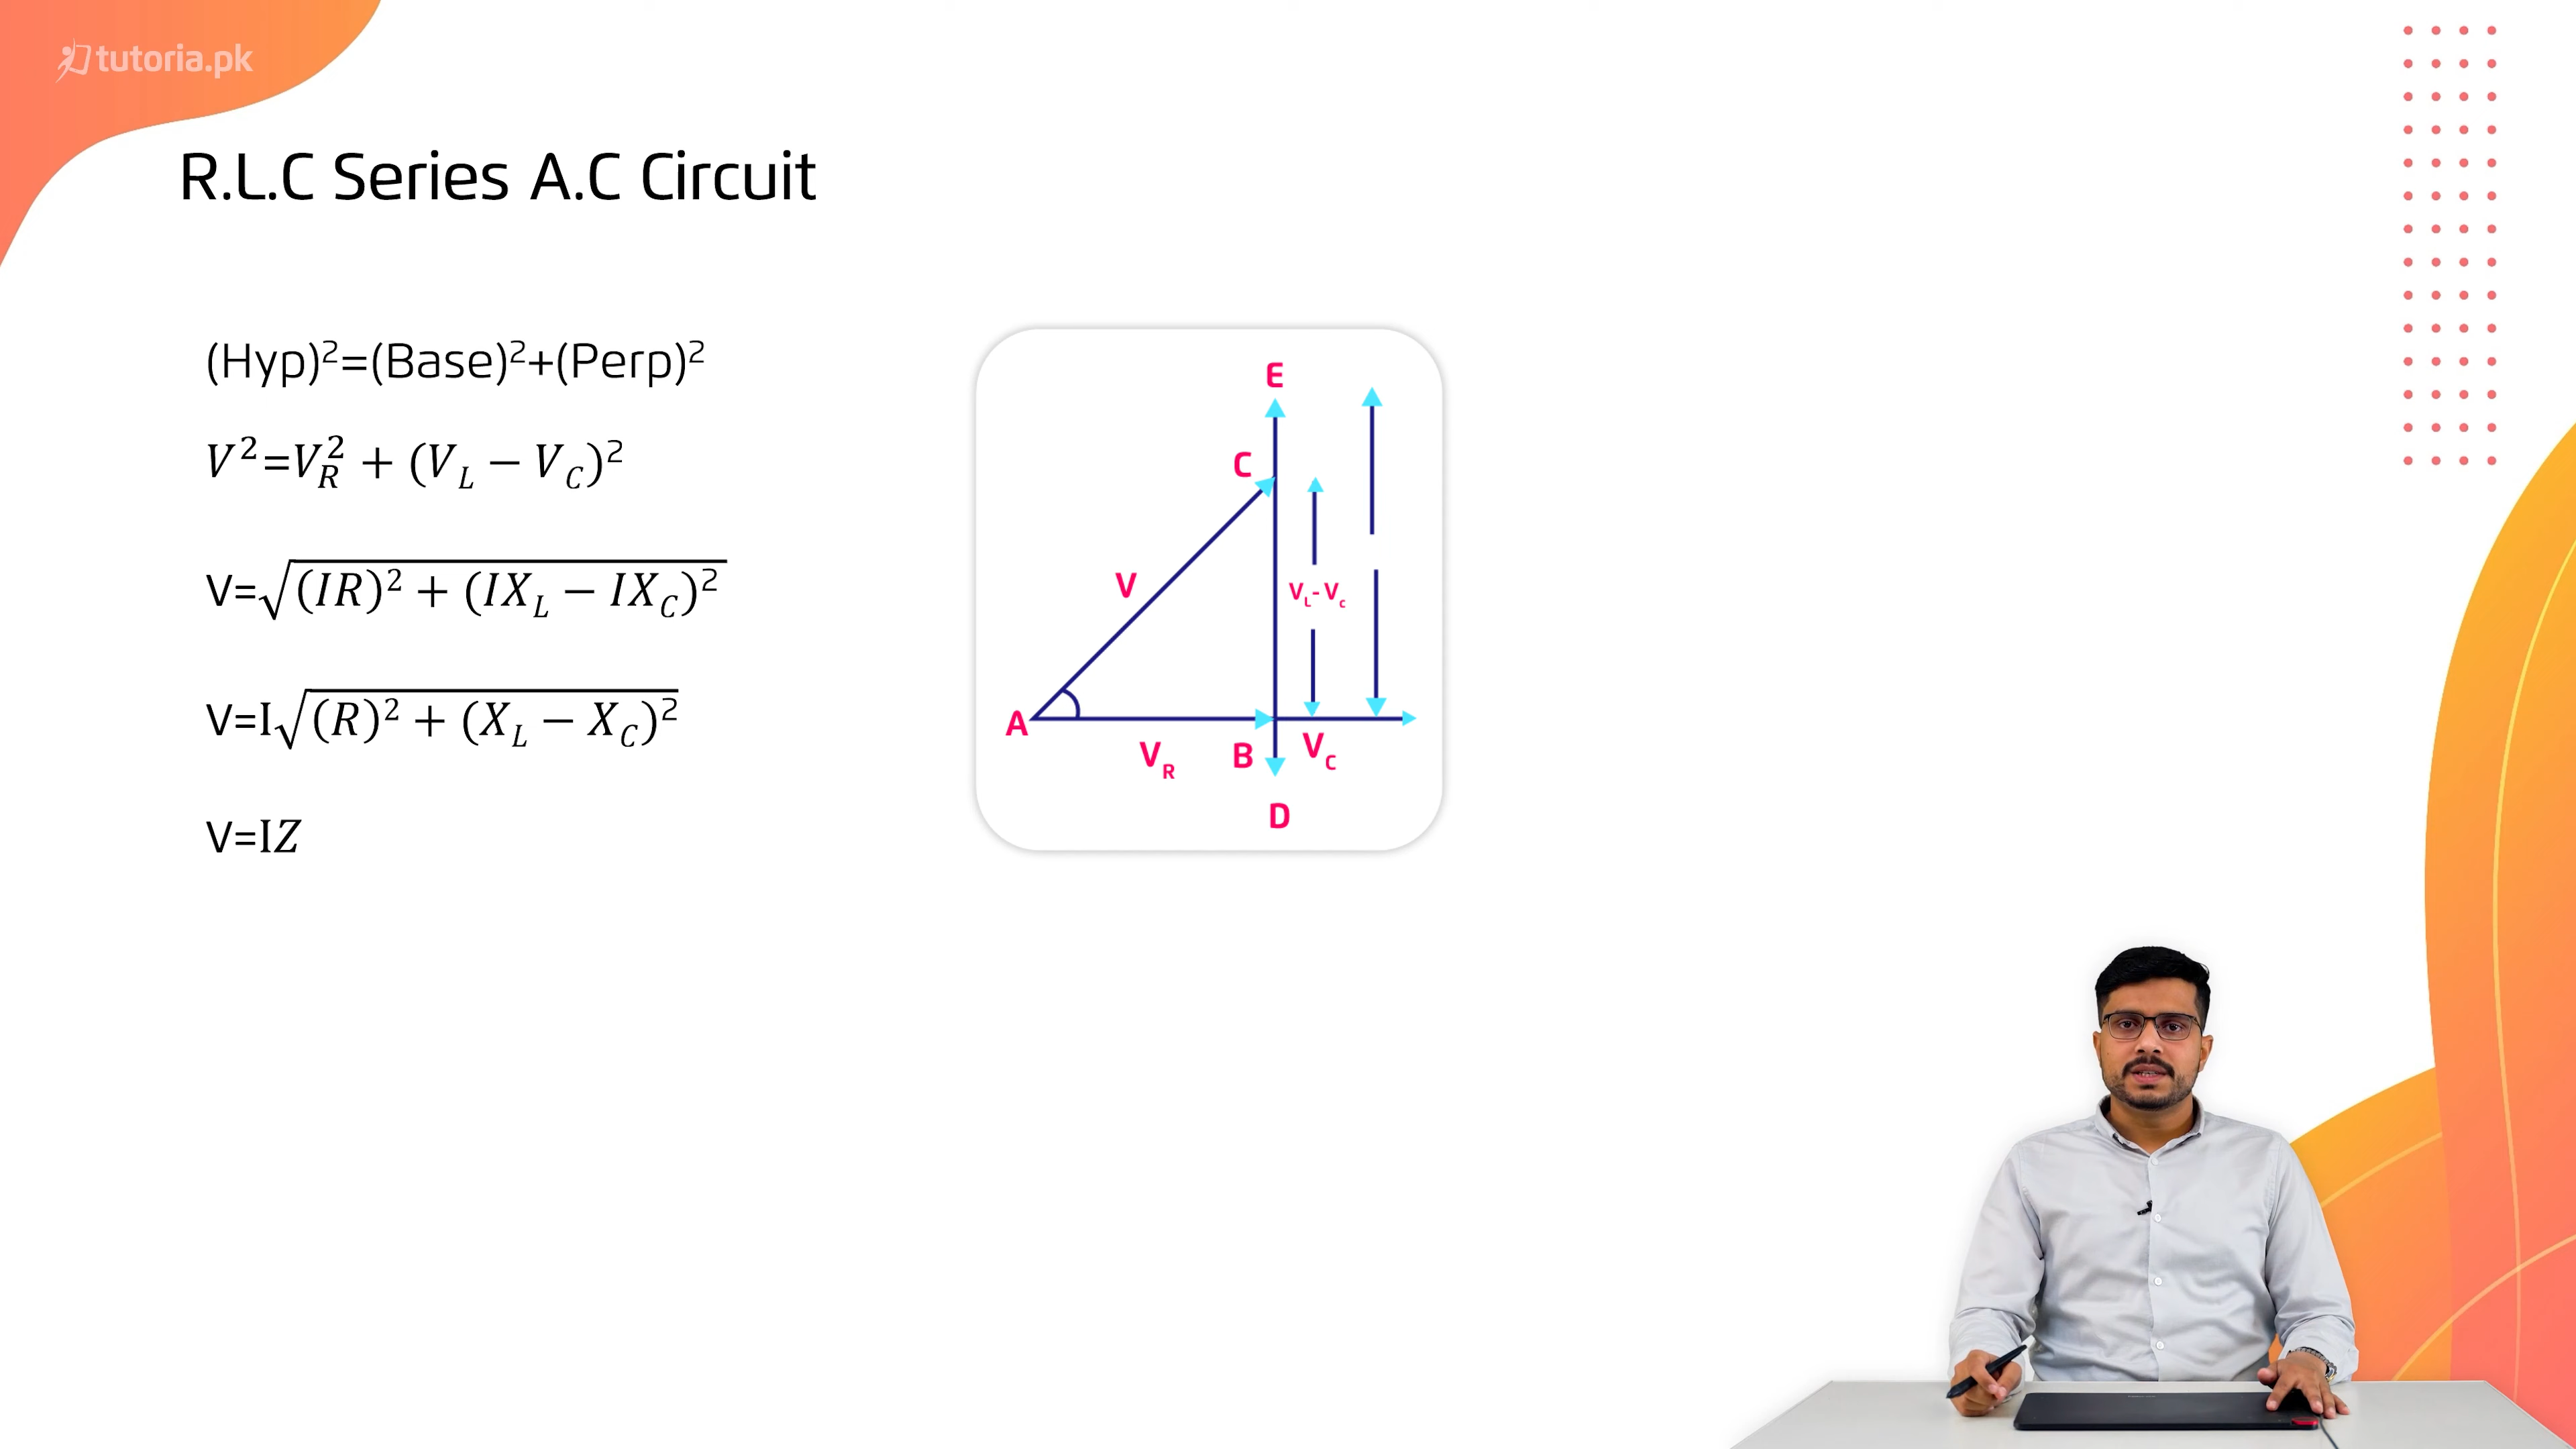 tutoria.pk
R.L.C Series A.C Circuit
(Hyp)²=(Base)²+(Perp)²
V²=V_R² + (V_L − V_C)²
V=√((IR)² + (IX_L − IX_C)²)
V=I√((R)² + (X_L − X_C)²)
V=IZ
E
C
V
V_L- V_c
A
V_R
B
V_C
D